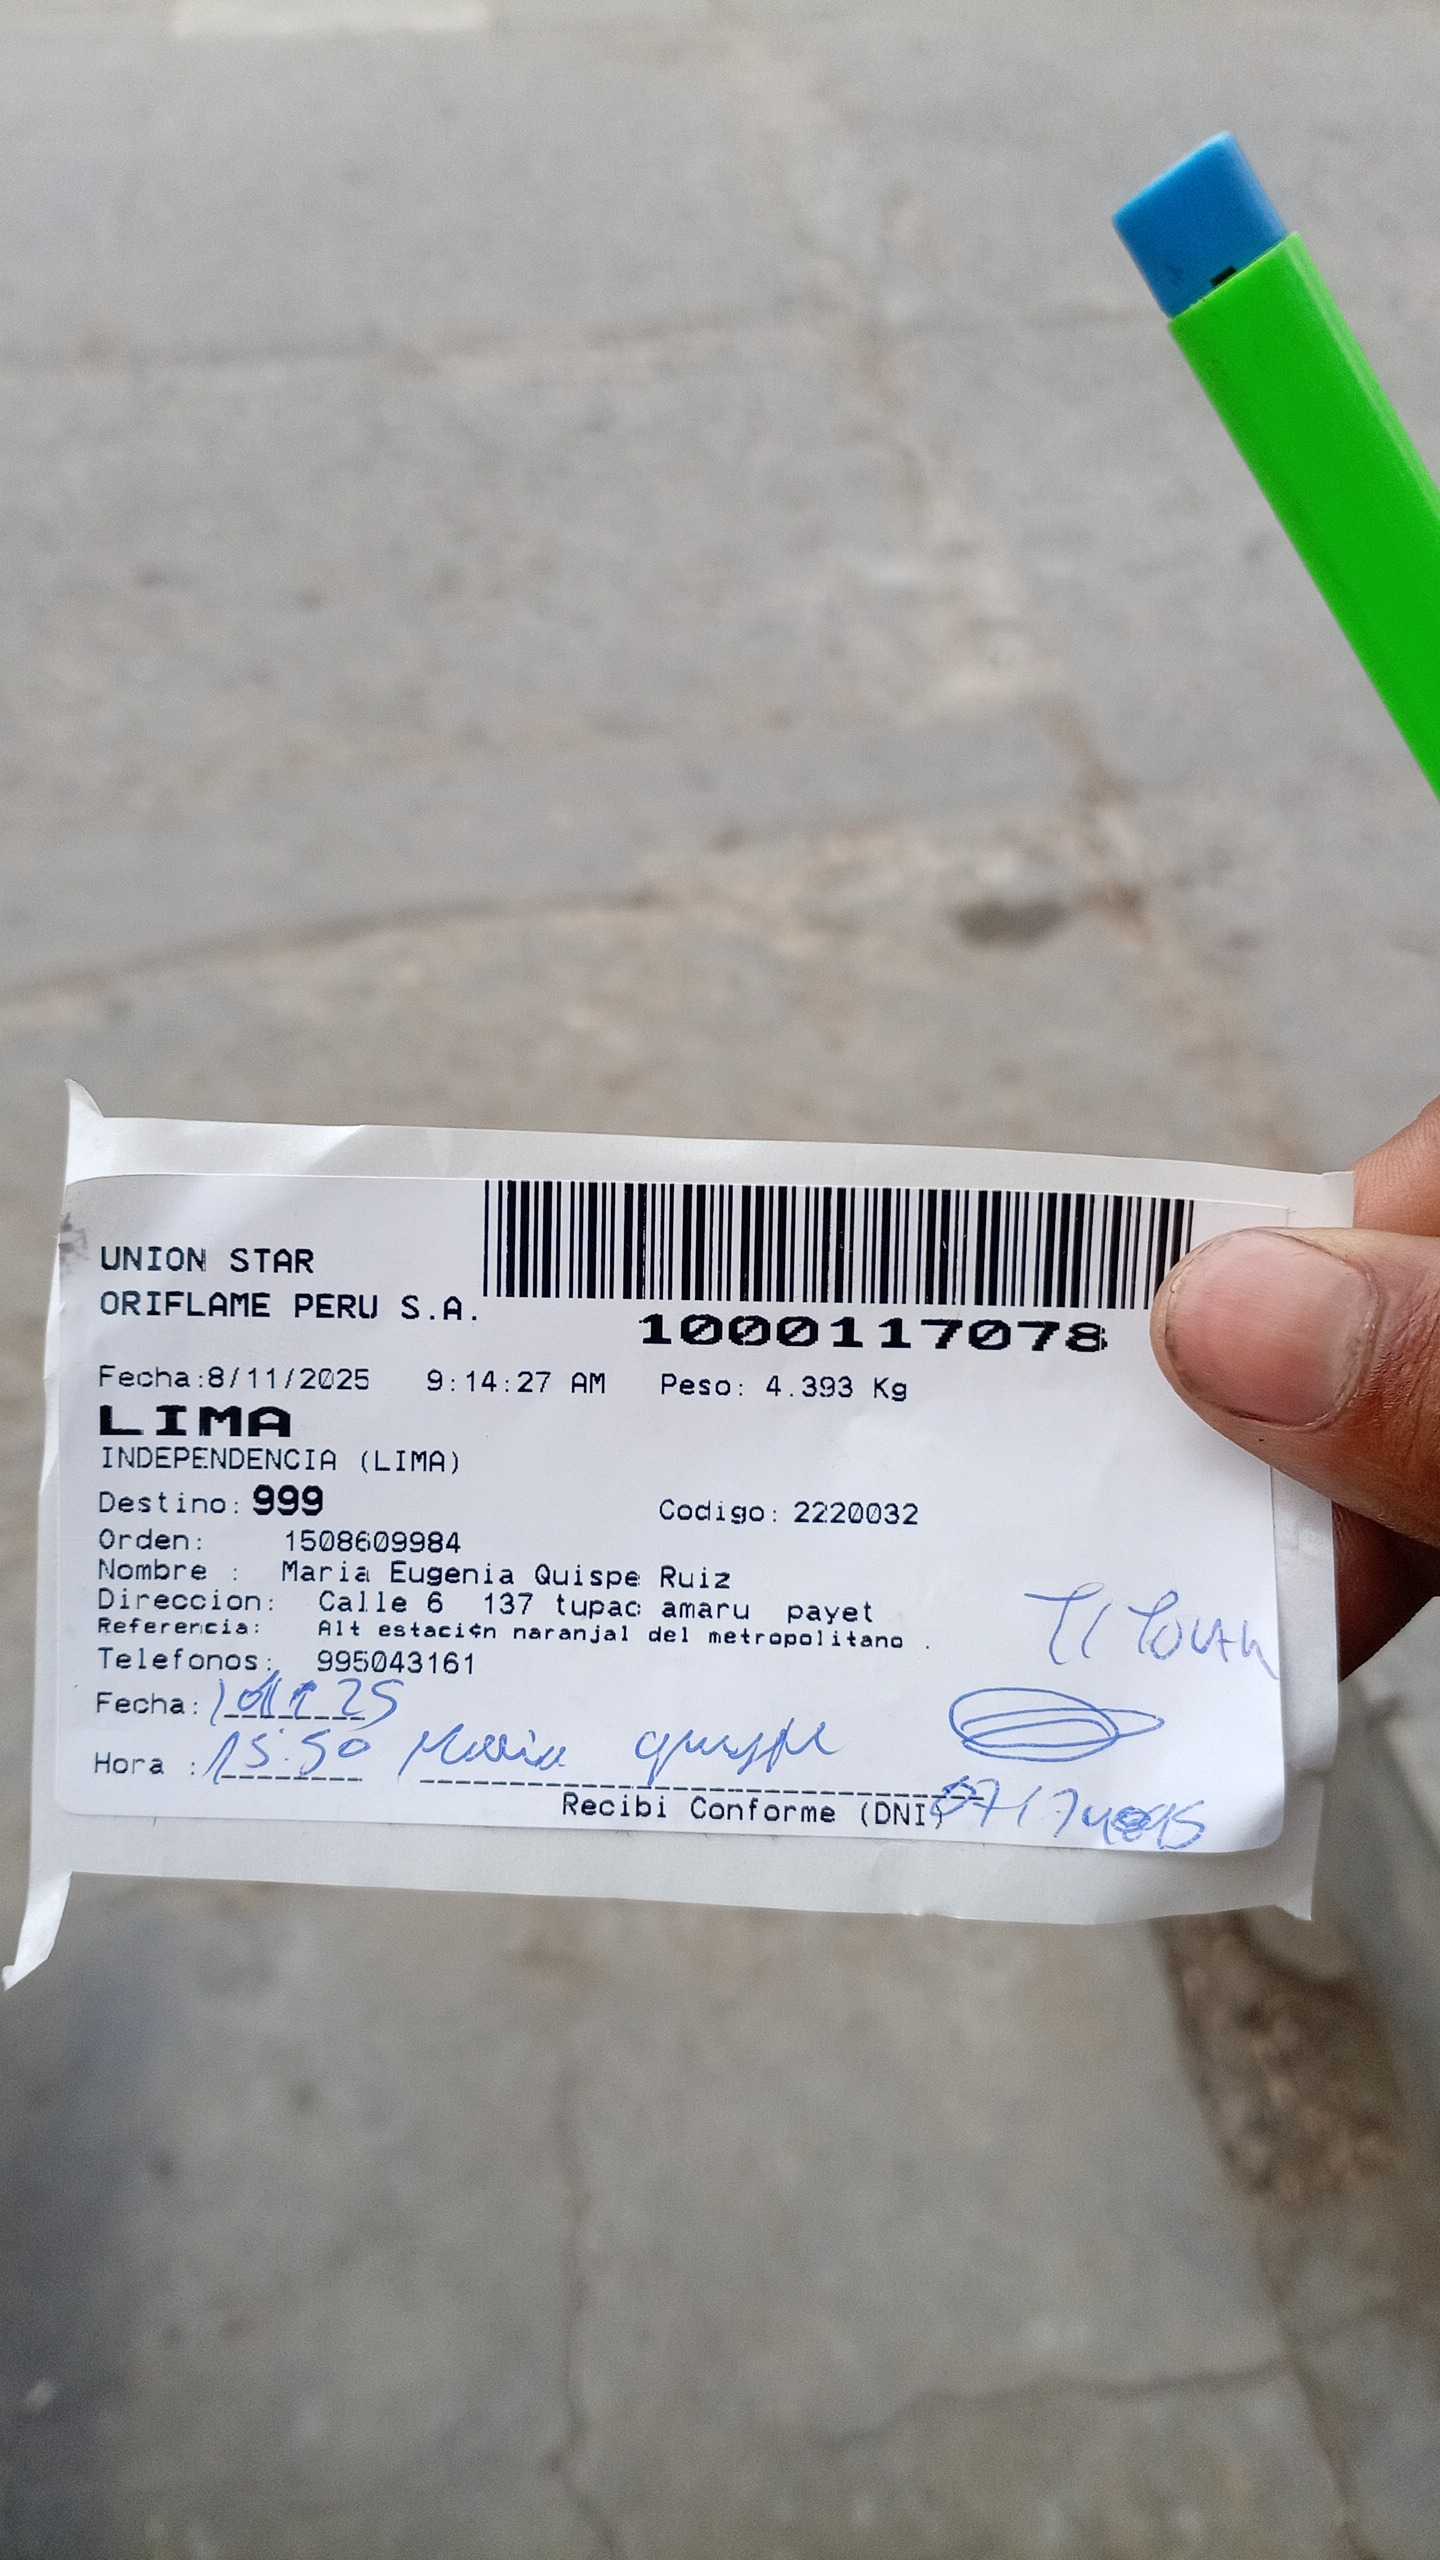 UNION STAR
ORIFLAME PERU S.A.
1000117078
Fecha:8/11/2025 9:14:27 AM Peso: 4.393 Kg
LIMA
INDEPENDENCIA (LIMA)
Destino: 999 Codigo: 2220032
Orden: 1508609984
Nombre : Maria Eugenia Quispe Ruiz
Direccion: Calle 6 137 tupac amaru payet
Referencia: Alt estaci¢n naranjal del metropolitano .
Telefonos: 995043161
Fecha:
Hora : 15:50 Maria quispe
Recibi Conforme (DNI)